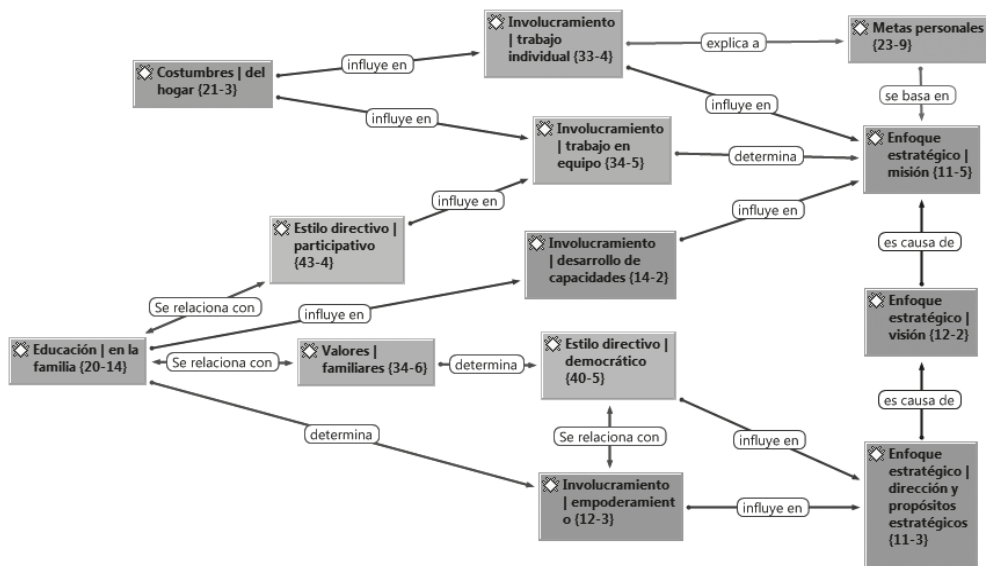 Involucramiento
| trabajo
individual {33-4}
explica a
Metas personales
{23-9}
Costumbres | del
hogar {21-3}
influye en
influye en
influye en
se basa en
Involucramiento
| trabajo en
equipo {34-5}
determina
Enfoque
estratégico |
misión {11-5}
Estilo directivo |
participativo
{43-4}
influye en
Involucramiento
| desarrollo de
capacidades {14-2}
influye en
es causa de
Se relaciona con
influye en
Enfoque
estratégico |
visión {12-2}
Educación | en la
familia {20-14}
Se relaciona con
Valores |
familiares {34-6}
determina
Estilo directivo |
democrático
{40-5}
es causa de
determina
Se relaciona con
influye en
Involucramiento
| empoderamient
o {12-3}
influye en
Enfoque
estratégico |
dirección y
propósitos
estratégicos
{11-3}